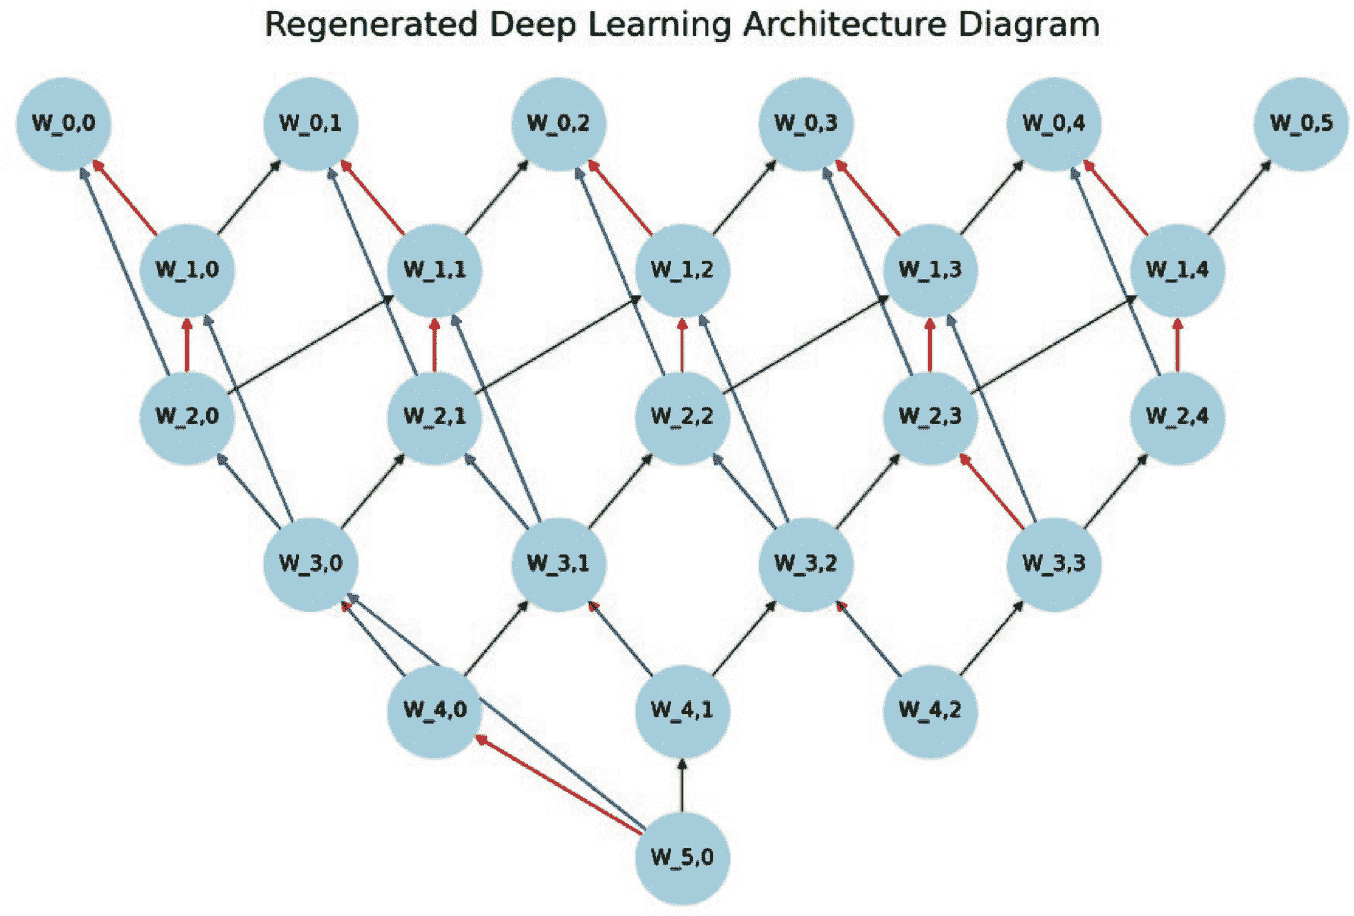 Regenerated Deep Learning Architecture Diagram
W_0,0 W_0,1 W_0,2 W_0,3 W_0,4 W_0,5
W_1,0 W_1,1 W_1,2 W_1,3 W_1,4
W_2,0 W_2,1 W_2,2 W_2,3 W_2,4
W_3,0 W_3,1 W_3,2 W_3,3
W_4,0 W_4,1 W_4,2
W_5,0